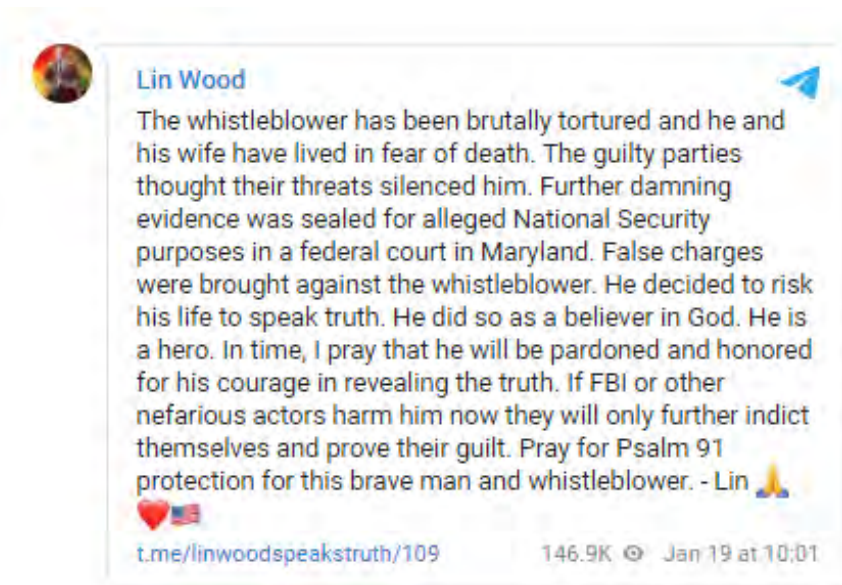 Lin Wood
The whistleblower has been brutally tortured and he and
his wife have lived in fear of death. The guilty parties
thought their threats silenced him. Further damning
evidence was sealed for alleged National Security
purposes in a federal court in Maryland. False charges
were brought against the whistleblower. He decided to risk
his life to speak truth. He did so as a believer in God. He is
a hero. In time, I pray that he will be pardoned and honored
for his courage in revealing the truth. If FBI or other
nefarious actors harm him now they will only further indict
themselves and prove their guilt. Pray for Psalm 91
protection for this brave man and whistleblower. - Lin 🙏
❤️🇺🇸
t.me/linwoodspeakstruth/109 146.9K Jan 19 at 10:01